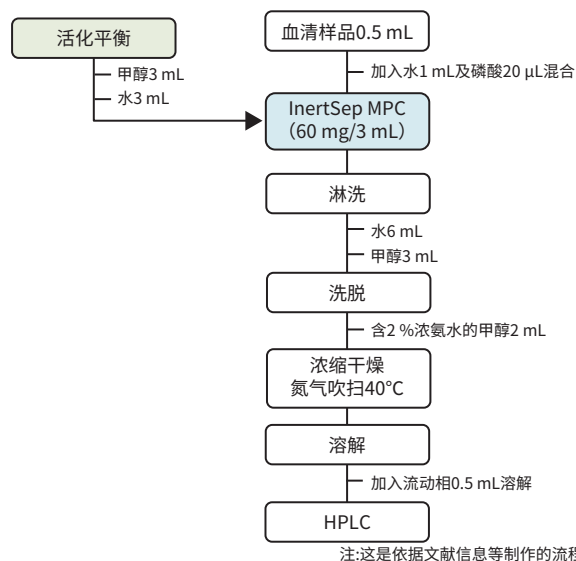 活化平衡
甲醇3 mL
水3 mL
血清样品0.5 mL
加入水1 mL及磷酸20 μL混合
InertSep MPC
（60 mg/3 mL）
淋洗
水6 mL
甲醇3 mL
洗脱
含2 %浓氨水的甲醇2 mL
浓缩干燥
氮气吹扫40℃
溶解
加入流动相0.5 mL溶解
HPLC
注:这是依据文献信息等制作的流程